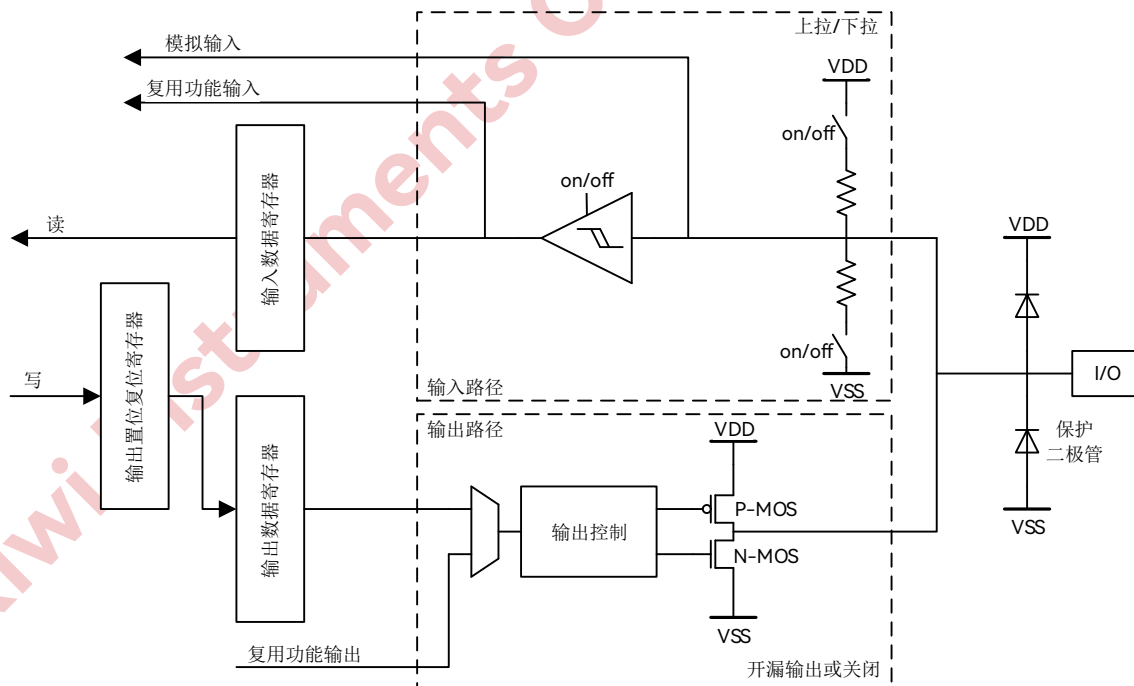 上拉/下拉
模拟输入
VDD
复用功能输入
on/off
on/off
读
输入数据寄存器
VDD
on/off
VSS
输入路径
I/O
写
输出置位复位寄存器
输出路径
VDD
保护
二极管
输出数据寄存器
P-MOS
输出控制
N-MOS
VSS
VSS
复用功能输出
开漏输出或关闭